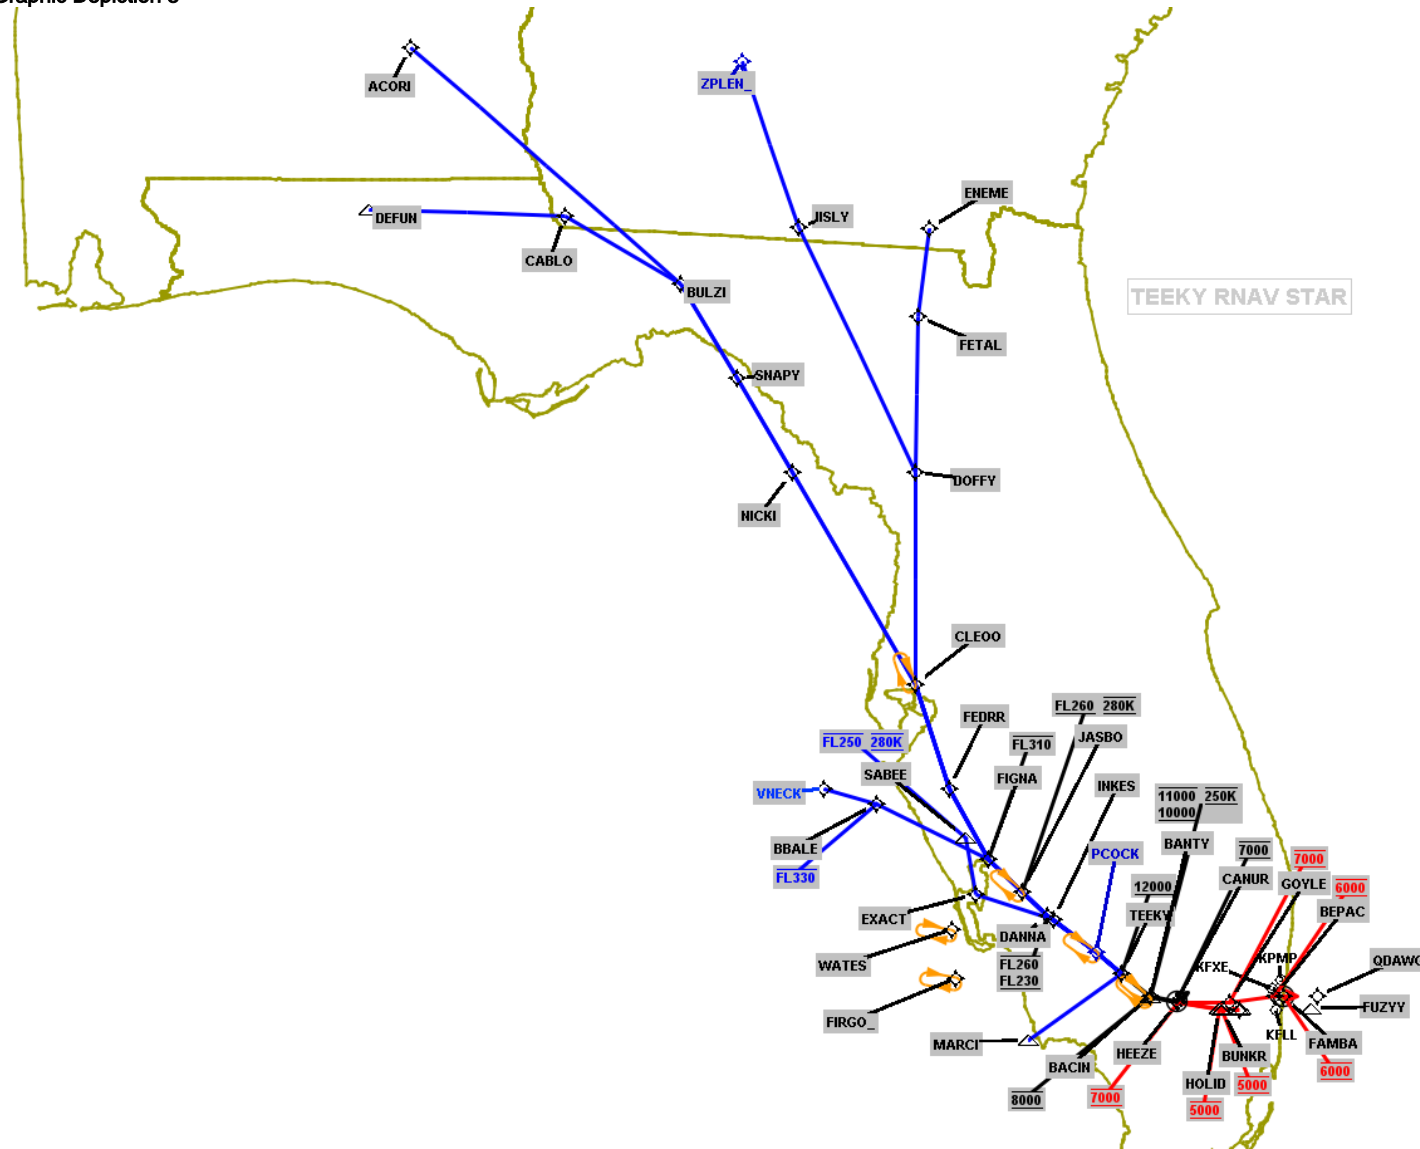 ACORI
ZPLEN_
DEFUN
JISLY
ENEME
CABLO
BULZI
TEEKY RNAV STAR
FETAL
SNAPY
DOFFY
NICKI
CLEOO
FL260 280K
FEDRR
JASBO
FL250 280K
FL310
SABEE
FIGNA
INKES
VNECK
11000 250K
10000
BBALE
BANTY
PCOCK
7000
7000
FL330
CANUR
GOYLE
12000
6000
EXACT
TEEKY
BEPAC
DANNA
WATES
FL260
FL230
KFXE
KPMP
QDAWG
FIRGO_
FUZYY
MARCI
KFLL
FAMBA
HEEZE
BUNKR
BACIN
6000
HOLID
5000
8000
7000
5000